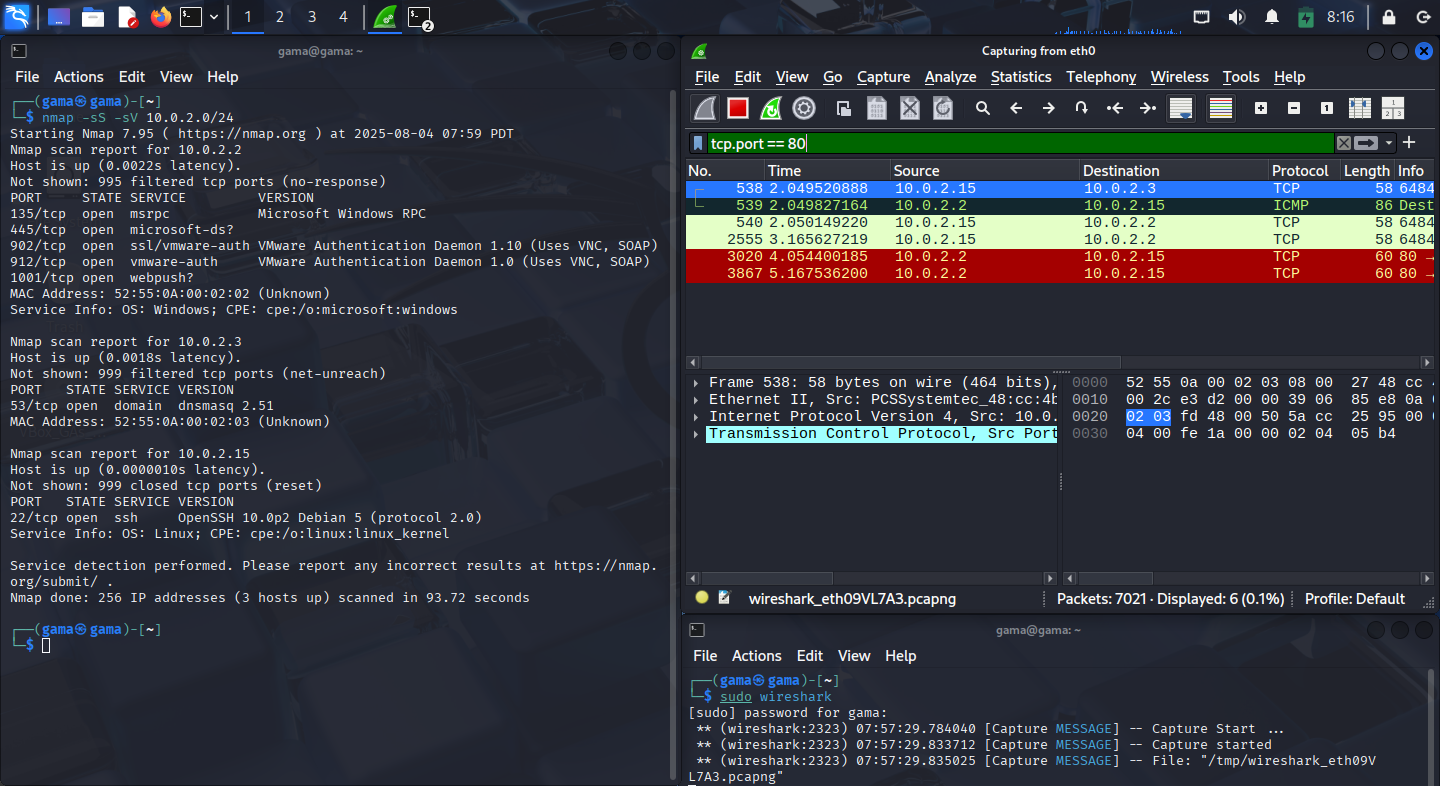 1 2 3 4 2 8:16
gama@gama: ~
File Actions Edit View Help
┌──(gama㉿gama)-[~]
└─$ nmap -sS -sV 10.0.2.0/24
Starting Nmap 7.95 ( https://nmap.org ) at 2025-08-04 07:59 PDT
Nmap scan report for 10.0.2.2
Host is up (0.0022s latency).
Not shown: 995 filtered tcp ports (no-response)
PORT     STATE SERVICE         VERSION
135/tcp  open  msrpc           Microsoft Windows RPC
445/tcp  open  microsoft-ds?
902/tcp  open  ssl/vmware-auth VMware Authentication Daemon 1.10 (Uses VNC, SOAP)
912/tcp  open  vmware-auth     VMware Authentication Daemon 1.0 (Uses VNC, SOAP)
1001/tcp open  webpush?
MAC Address: 52:55:0A:00:02:02 (Unknown)
Service Info: OS: Windows; CPE: cpe:/o:microsoft:windows
Nmap scan report for 10.0.2.3
Host is up (0.0018s latency).
Not shown: 999 filtered tcp ports (net-unreach)
PORT   STATE SERVICE VERSION
53/tcp open  domain  dnsmasq 2.51
MAC Address: 52:55:0A:00:02:03 (Unknown)
Nmap scan report for 10.0.2.15
Host is up (0.0000010s latency).
Not shown: 999 closed tcp ports (reset)
PORT   STATE SERVICE VERSION
22/tcp open  ssh     OpenSSH 10.0p2 Debian 5 (protocol 2.0)
Service Info: OS: Linux; CPE: cpe:/o:linux:linux_kernel
Service detection performed. Please report any incorrect results at https://nmap.
org/submit/ .
Nmap done: 256 IP addresses (3 hosts up) scanned in 93.72 seconds
┌──(gama㉿gama)-[~]
└─$
Capturing from eth0
File Edit View Go Capture Analyze Statistics Telephony Wireless Tools Help
tcp.port == 80
No. Time Source Destination Protocol Length Info
538 2.049520888 10.0.2.15 10.0.2.3 TCP 58 6484
539 2.049827164 10.0.2.2 10.0.2.15 ICMP 86 Dest
540 2.050149220 10.0.2.15 10.0.2.2 TCP 58 6484
2555 3.165627219 10.0.2.15 10.0.2.2 TCP 58 6484
3020 4.054400185 10.0.2.2 10.0.2.15 TCP 60 80 →
3867 5.167536200 10.0.2.2 10.0.2.15 TCP 60 80 →
Frame 538: 58 bytes on wire (464 bits),
Ethernet II, Src: PCSSystemtec_48:cc:4b
Internet Protocol Version 4, Src: 10.0.
Transmission Control Protocol, Src Port
0000 52 55 0a 00 02 03 08 00 27 48 cc
0010 00 2c e3 d2 00 00 39 06 85 e8 0a
0020 02 03 fd 48 00 50 5a cc 25 95 00
0030 04 00 fe 1a 00 00 02 04 05 b4
wireshark_eth09VL7A3.pcapng Packets: 7021 · Displayed: 6 (0.1%) Profile: Default
gama@gama: ~
File Actions Edit View Help
┌──(gama㉿gama)-[~]
└─$ sudo wireshark
[sudo] password for gama:
** (wireshark:2323) 07:57:29.784040 [Capture MESSAGE] -- Capture Start ...
** (wireshark:2323) 07:57:29.833712 [Capture MESSAGE] -- Capture started
** (wireshark:2323) 07:57:29.835025 [Capture MESSAGE] -- File: "/tmp/wireshark_eth09V
L7A3.pcapng"